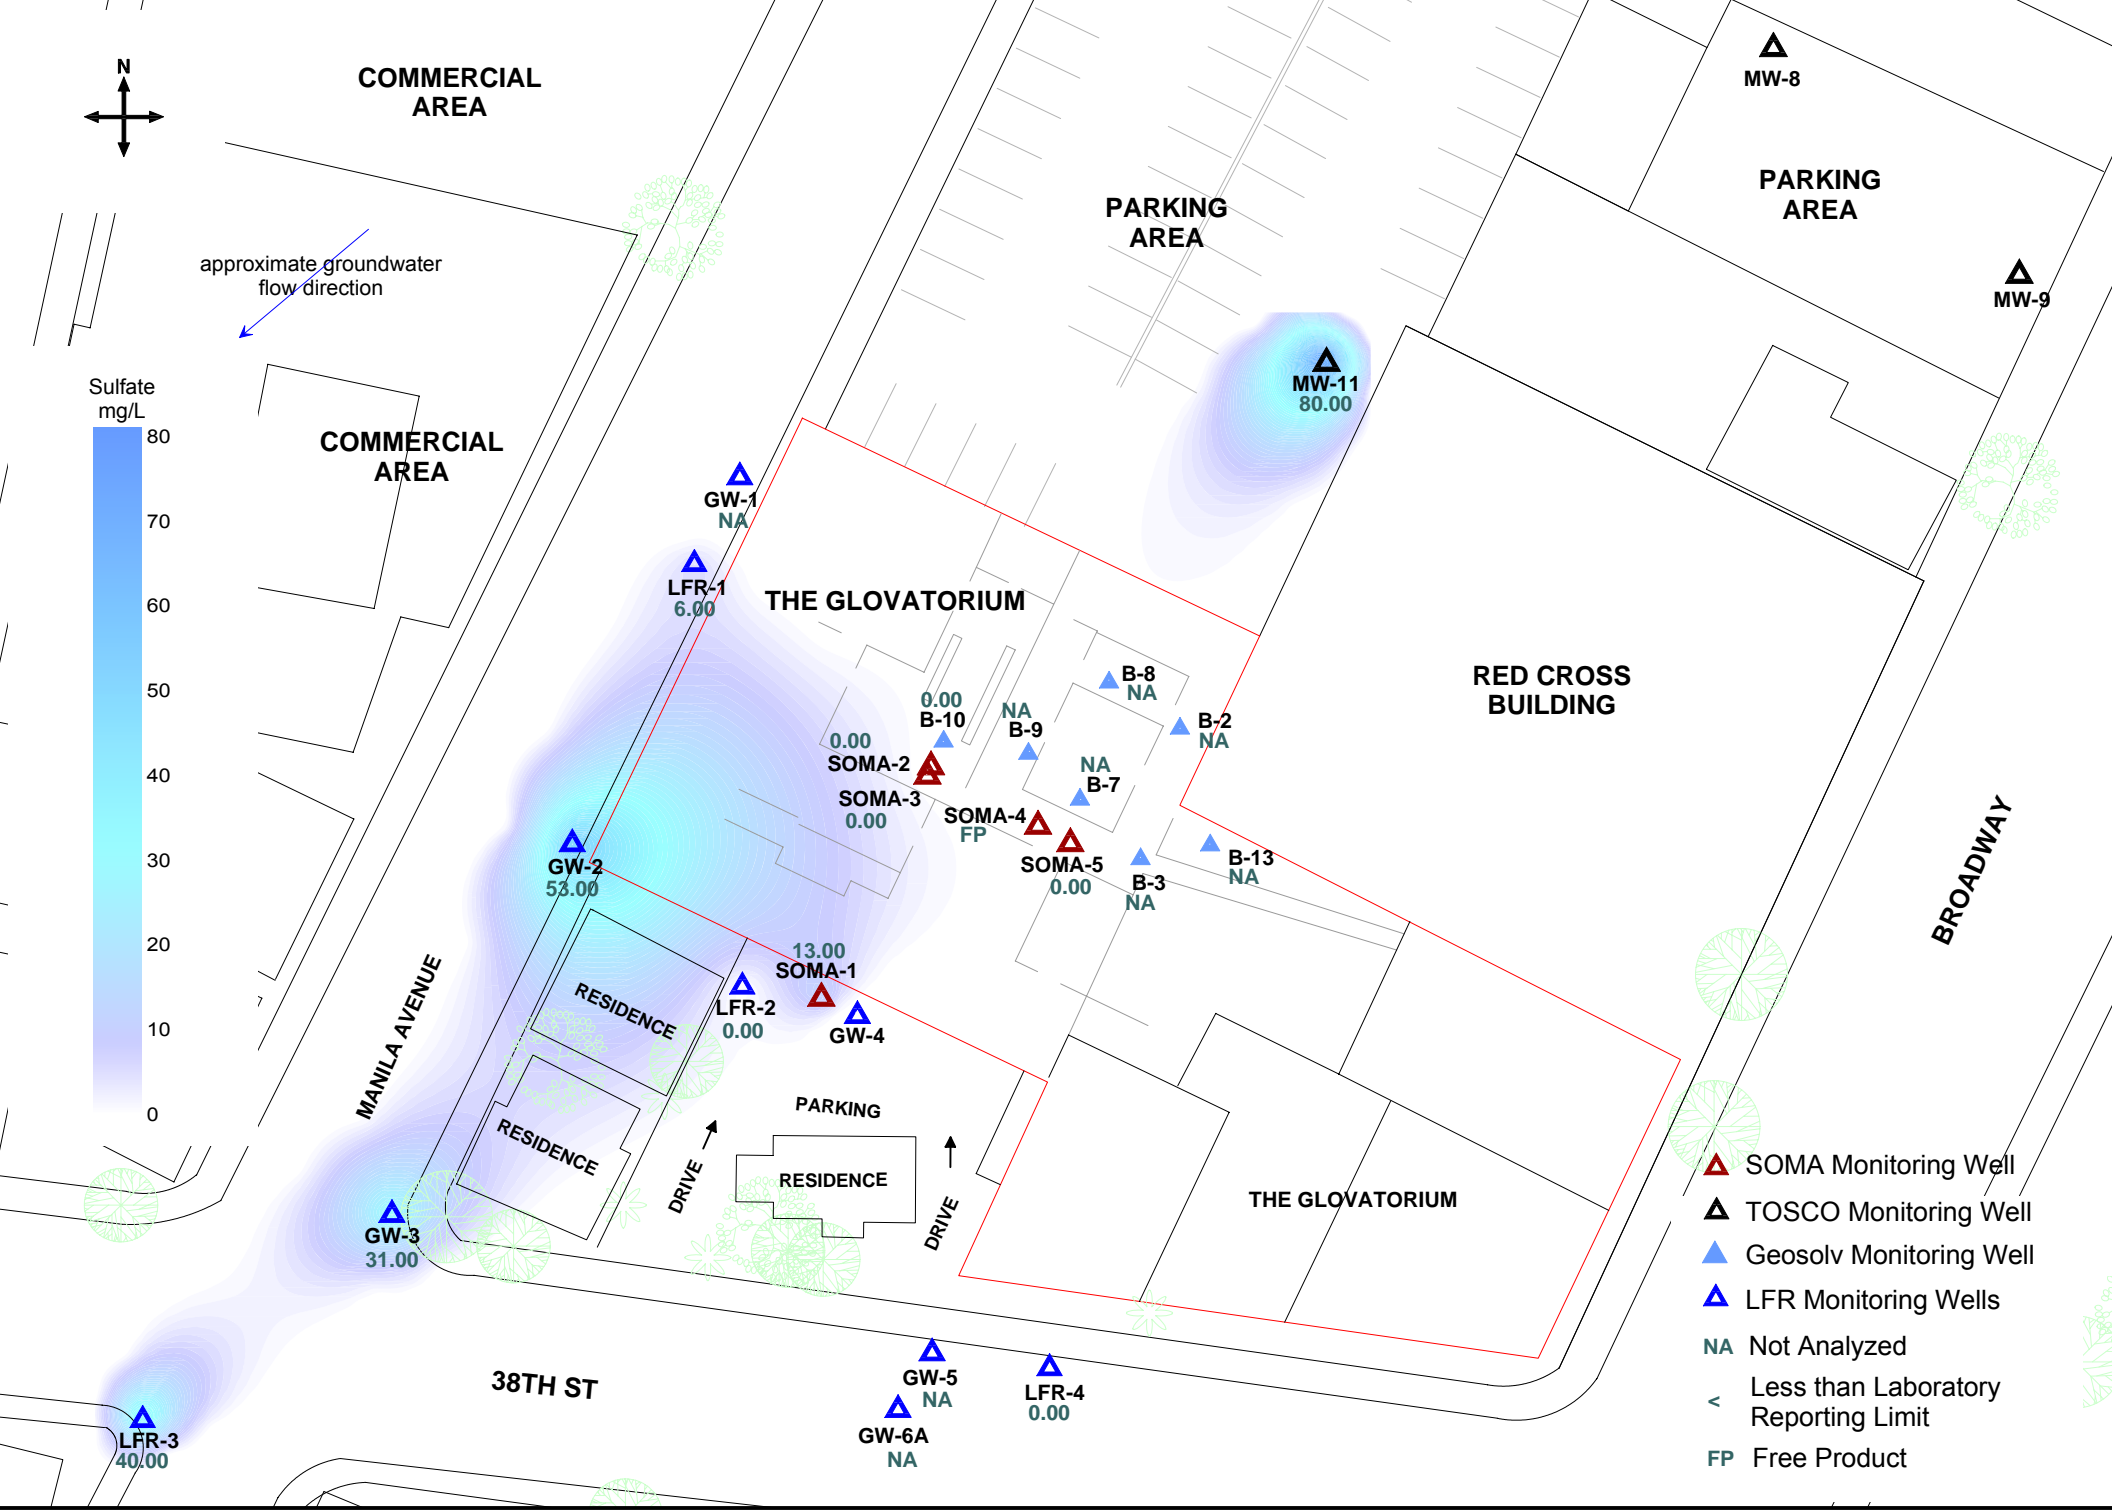 N
COMMERCIAL
AREA
MW-8
PARKING
AREA
PARKING
AREA
approximate groundwater
flow direction
MW-9
Sulfate
mg/L
80
70
60
50
40
30
20
10
0
MW-11
80.00
COMMERCIAL
AREA
GW-1
NA
LFR-1
6.00
THE GLOVATORIUM
RED CROSS
BUILDING
B-8
NA
0.00
B-10
NA
B-9
B-2
NA
0.00
SOMA-2
NA
B-7
SOMA-3
0.00
SOMA-4
FP
SOMA-5
0.00
B-13
NA
B-3
NA
GW-2
53.00
BROADWAY
13.00
SOMA-1
LFR-2
0.00
GW-4
RESIDENCE
MANILA AVENUE
PARKING
RESIDENCE
RESIDENCE
DRIVE
DRIVE
THE GLOVATORIUM
GW-3
31.00
38TH ST
GW-5
NA
LFR-4
0.00
GW-6A
NA
LFR-3
40.00
SOMA Monitoring Well
TOSCO Monitoring Well
Geosolv Monitoring Well
LFR Monitoring Wells
NA Not Analyzed
< Less than Laboratory
Reporting Limit
FP Free Product